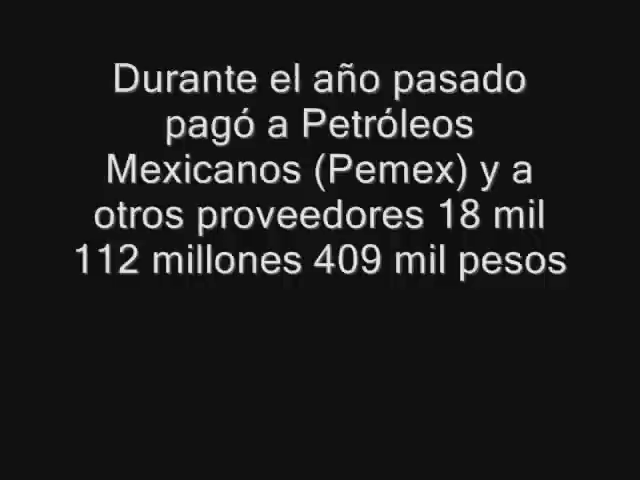 Durante el año pasado
pagó a Petróleos
Mexicanos (Pemex) y a
otros proveedores 18 mil
112 millones 409 mil pesos